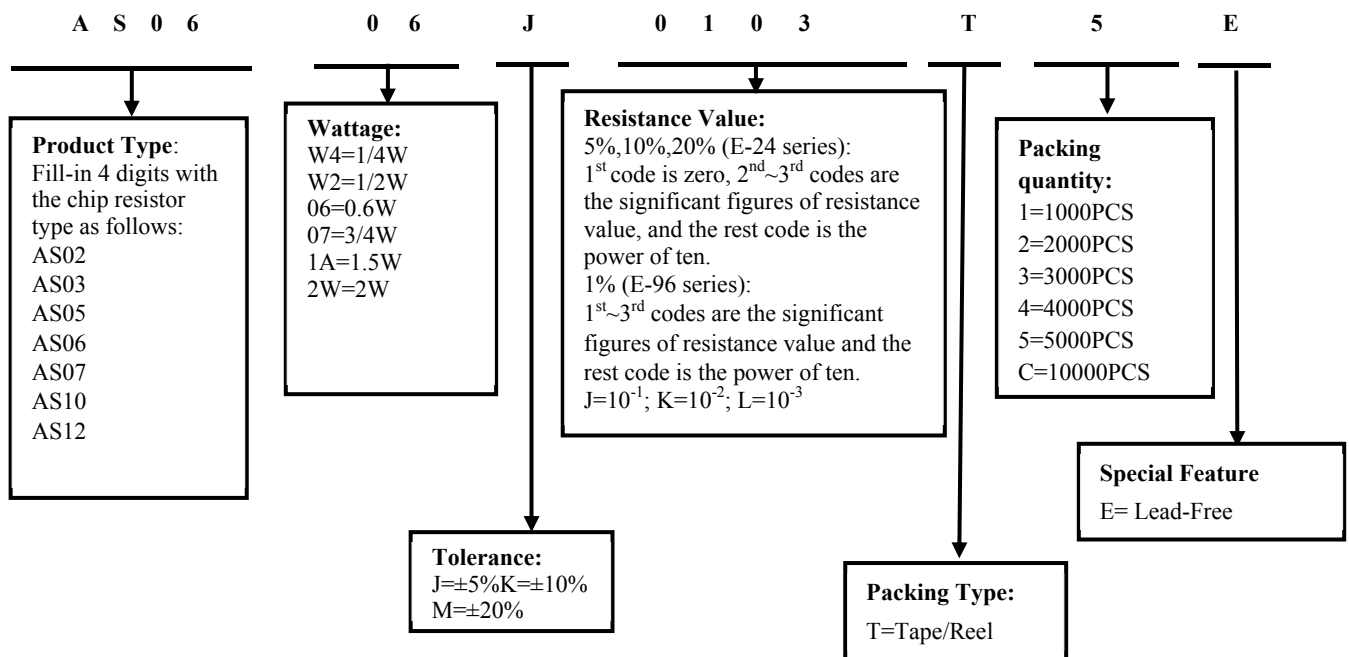 A S 0 6 0 6 J 0 1 0 3 T 5 E
Product Type:
Fill-in 4 digits with
the chip resistor
type as follows:
AS02
AS03
AS05
AS06
AS07
AS10
AS12
Wattage:
W4=1/4W
W2=1/2W
06=0.6W
07=3/4W
1A=1.5W
2W=2W
Tolerance:
J=±5%K=±10%
M=±20%
Resistance Value:
5%,10%,20% (E-24 series):
1st code is zero, 2nd~3rd codes are
the significant figures of resistance
value, and the rest code is the
power of ten.
1% (E-96 series):
1st~3rd codes are the significant
figures of resistance value and the
rest code is the power of ten.
J=10^-1; K=10^-2; L=10^-3
Packing Type:
T=Tape/Reel
Packing
quantity:
1=1000PCS
2=2000PCS
3=3000PCS
4=4000PCS
5=5000PCS
C=10000PCS
Special Feature
E= Lead-Free